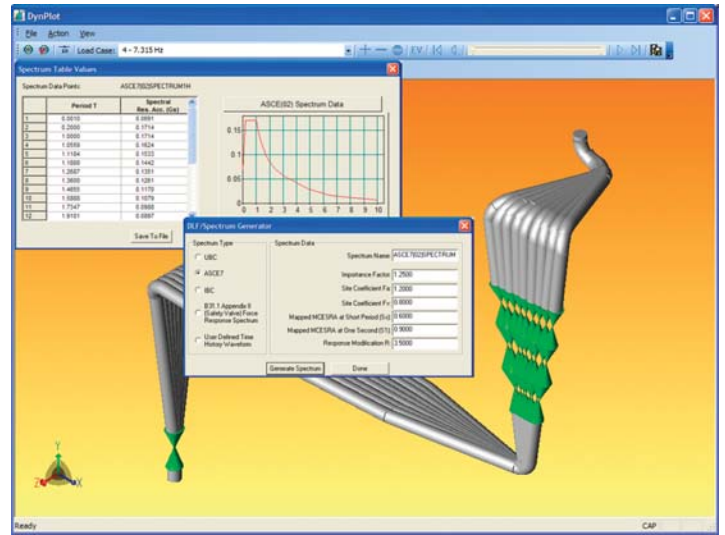 DynPlot
File Action View
Load Case: 4 - 7.315 Hz
EV
Spectrum Table Values
Spectrum Data Points: ASCE7(02)SPECTRUM1H
Period T Spectral Res. Acc. (Gs)
1 0.0010 0.0691
2 0.2000 0.1714
3 1.0000 0.1714
4 1.0559 0.1624
5 1.1184 0.1533
6 1.1888 0.1442
7 1.2687 0.1351
8 1.3600 0.1261
9 1.4655 0.1170
10 1.5888 0.1079
11 1.7347 0.0988
12 1.9101 0.0897
Save To File
ASCE(02) Spectrum Data
0.15
0.1
0.05
0
0 1 2 3 4 5 6 7 8 9 10
DLF/Spectrum Generator
Spectrum Type
UBC
ASCE7
IBC
B31.1 Appendix II
(Safety Valve) Force
Response Spectrum
User Defined Time
History Waveform
Spectrum Data
Spectrum Name: ASCE7(02)SPECTRUM
Importance Factor: 1.2500
Site Coefficient Fa: 1.2000
Site Coefficient Fv: 0.8000
Mapped MCESRA at Short Period (Ss): 0.6000
Mapped MCESRA at One Second (S1): 0.9000
Response Modification R: 3.5000
Generate Spectrum Done
Y
Z X
Ready CAP